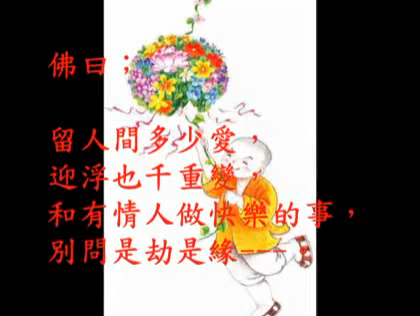 佛曰；
留人間多少愛，
迎浮也千重變，
和有情人做快樂的事，
別問是劫是緣---。